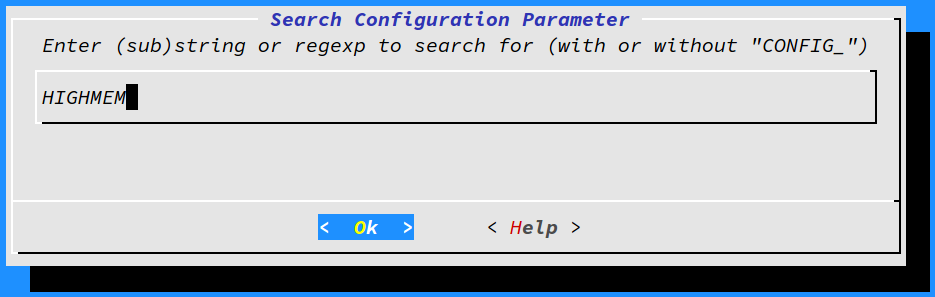 Search Configuration Parameter
Enter (sub)string or regexp to search for (with or without "CONFIG_")
HIGHMEM
< Ok > < Help >